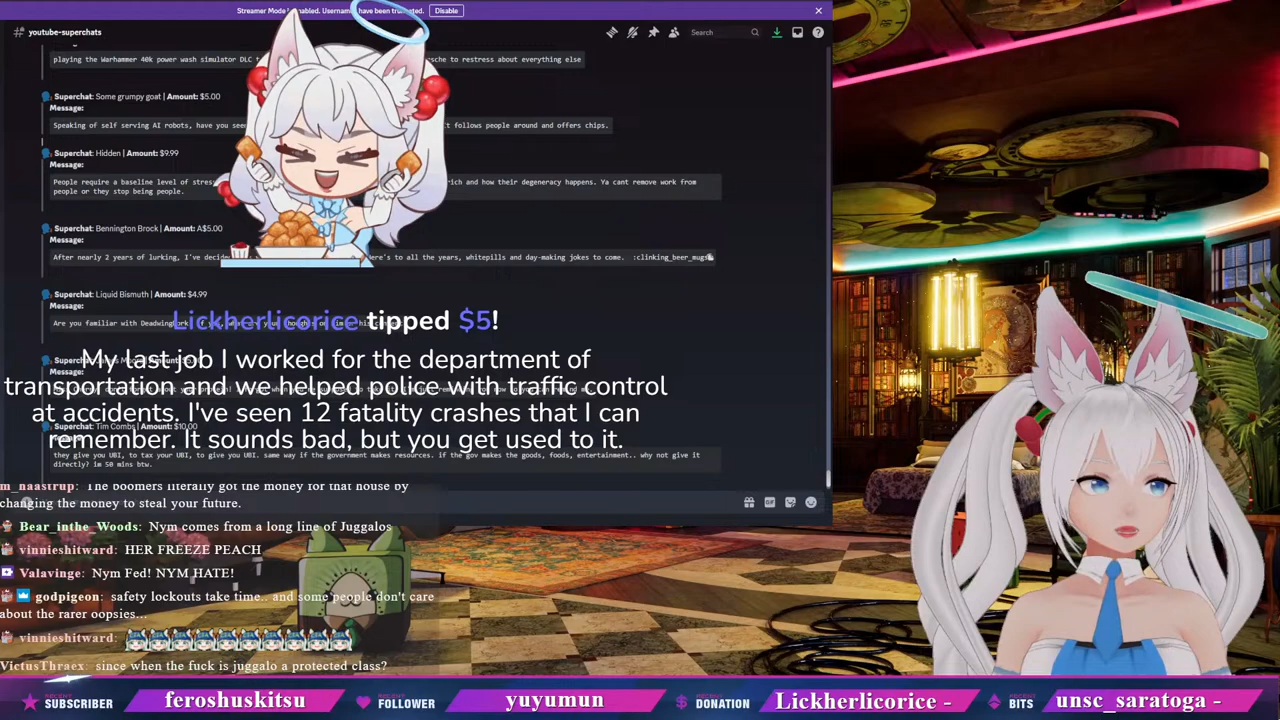 Streamer Mode
enabled. Username
have been
Disable
youtube-superchats
Search
playing the Warhammer 40k power wash simulator DLC
to restress about everything else
Superchat: Some grumpy goat | Amount: $5.00
Message:
Speaking of self serving AI robots, have you seen
it follows people around and offers chips.
Superchat: Hidden | Amount: $9.99
Message:
People require a baseline level of stress
rich and how their degeneracy happens. Ya cant remove work from
people or they stop being people.
Superchat: Bennington Brock | Amount: A$5.00
Message:
After nearly 2 years of lurking, I've
Here's to all the years, whitepills and day-making jokes to come. :clinking_beer_mugs:
Superchat: Liquid Bismuth | Amount: $4.99
Message:
Are you familiar with
Lickherlicorice tipped $5!
My last job I worked for the department of
transportation and we helped police with traffic control
at accidents. I've seen 12 fatality crashes that I can
remember. It sounds bad, but you get used to it.
Superchat: Tim Combs | Amount: $10.00
they give you UBI, to tax your UBI, to give you UBI. same way if the government makes resources. if the gov makes the goods, foods, entertainment.. why not give it
directly? im 50 mins btw.
m_naastrup: The boomers literally got the money for that house by
changing the money to steal your future.
Bear_inthe_Woods: Nym comes from a long line of Juggalos
vinnieshitward: HER FREEZE PEACH
Valavinge: Nym Fed! NYM HATE!
godpigeon: safety lockouts take time.. and some people don't care
about the rarer oopsies...
vinnieshitward:
VictusThraex: since when the fuck is juggalo a protected class?
RECENT SUBSCRIBER feroshuskitsu RECENT FOLLOWER yuyumun RECENT DONATION Lickherlicorice - RECENT BITS unsc_saratoga -